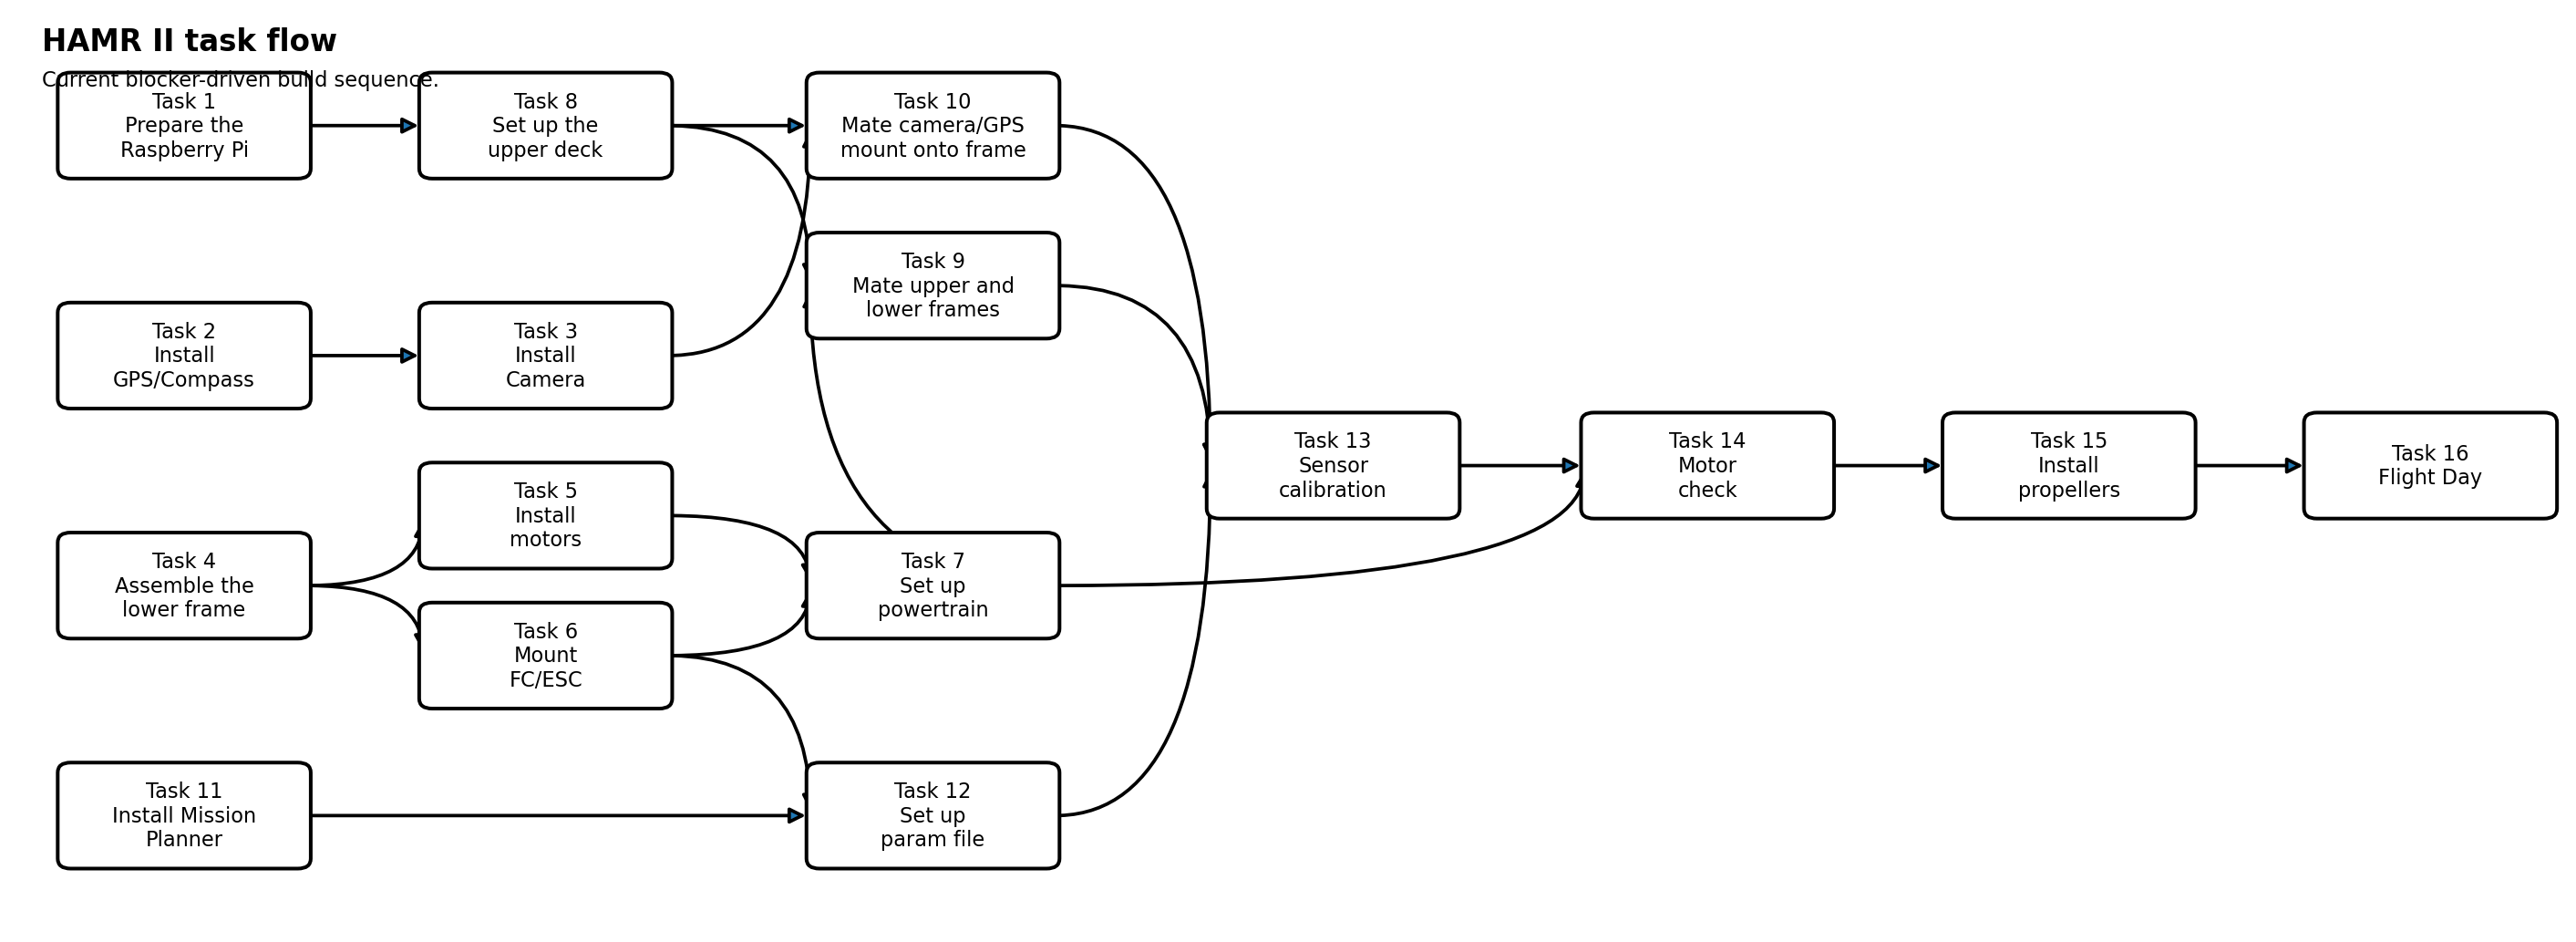 HAMR II task flow
Current blocker-driven build sequence.
Task 1
Prepare the
Raspberry Pi
Task 8
Set up the
upper deck
Task 10
Mate camera/GPS
mount onto frame
Task 9
Mate upper and
lower frames
Task 2
Install
GPS/Compass
Task 3
Install
Camera
Task 13
Sensor
calibration
Task 14
Motor
check
Task 15
Install
propellers
Task 16
Flight Day
Task 5
Install
motors
Task 4
Assemble the
lower frame
Task 7
Set up
powertrain
Task 6
Mount
FC/ESC
Task 11
Install Mission
Planner
Task 12
Set up
param file